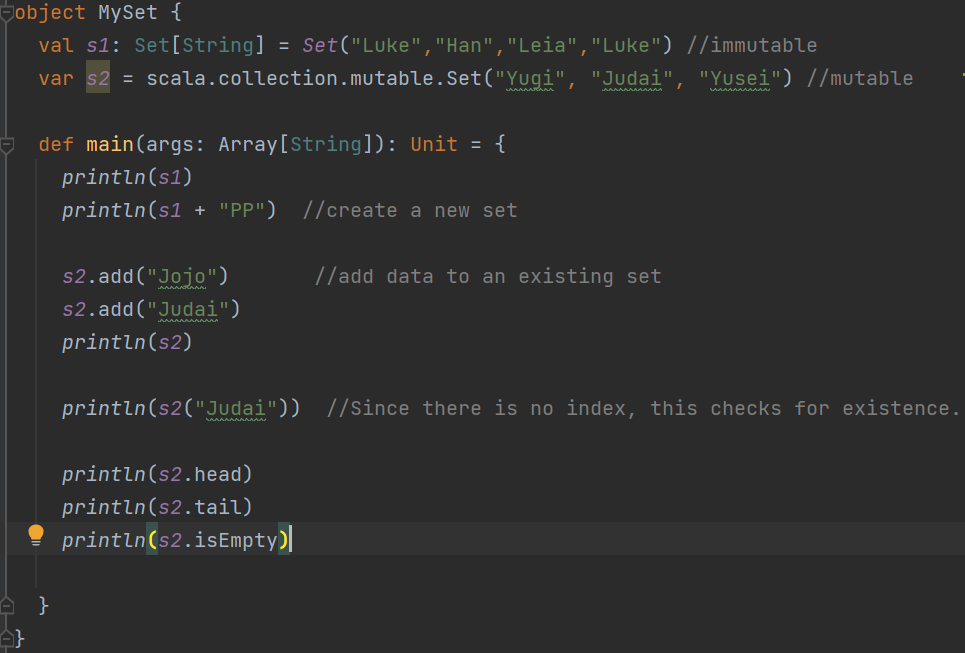 object MySet {
  val s1: Set[String] = Set("Luke","Han","Leia","Luke") //immutable
  var s2 = scala.collection.mutable.Set("Yugi", "Judai", "Yusei") //mutable
  def main(args: Array[String]): Unit = {
    println(s1)
    println(s1 + "PP")  //create a new set
    s2.add("Jojo")       //add data to an existing set
    s2.add("Judai")
    println(s2)
    println(s2("Judai"))  //Since there is no index, this checks for existence.
    println(s2.head)
    println(s2.tail)
    println(s2.isEmpty)
  }
}